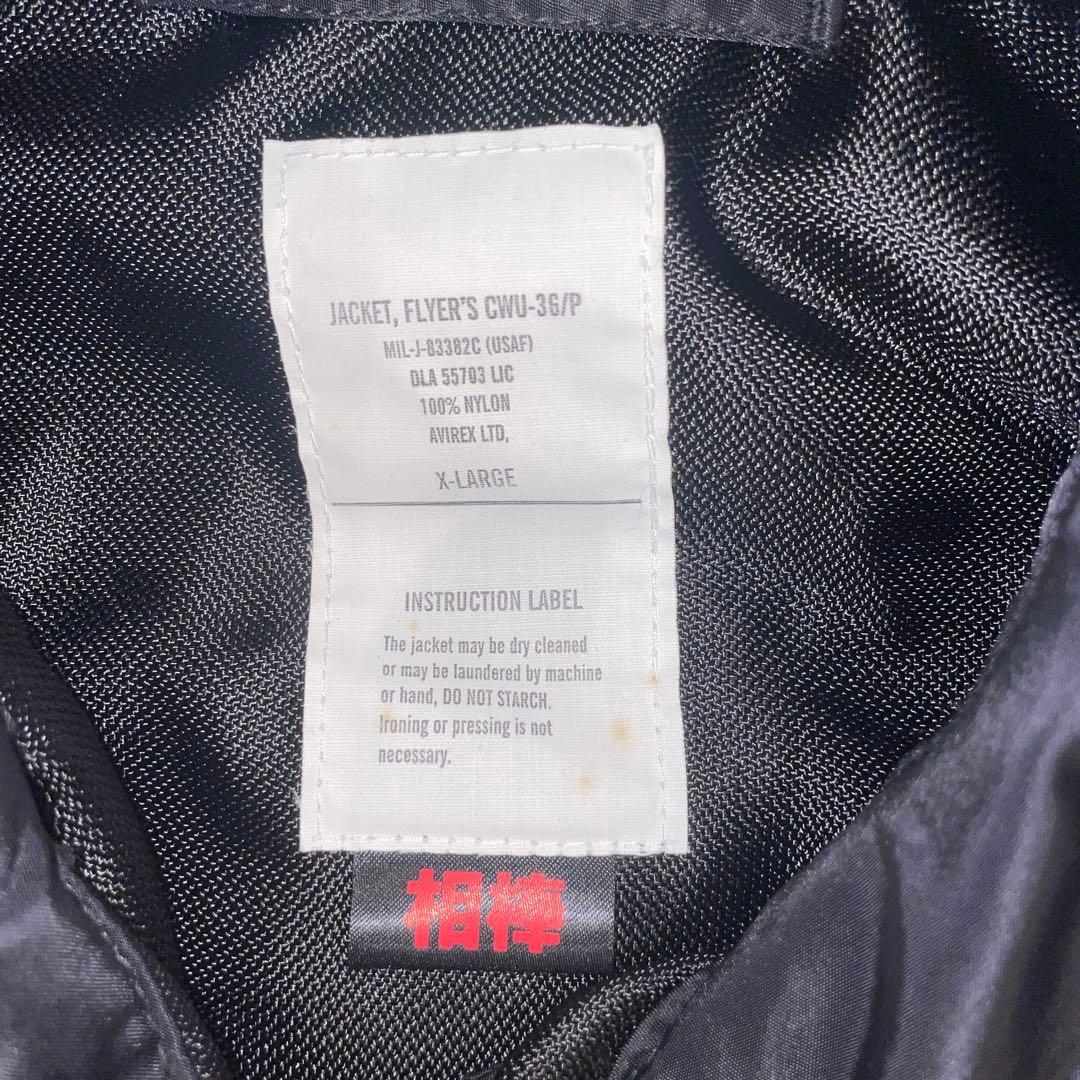 JACKET, FLYER'S CWU-36/P
MIL-J-83382C (USAF)
DLA 55703 LIC
100% NYLON
AVIREX LTD,
X-LARGE
INSTRUCTION LABEL
The jacket may be dry cleaned
or may be laundered by machine
or hand, DO NOT STARCH.
Ironing or pressing is not
necessary.
相棒